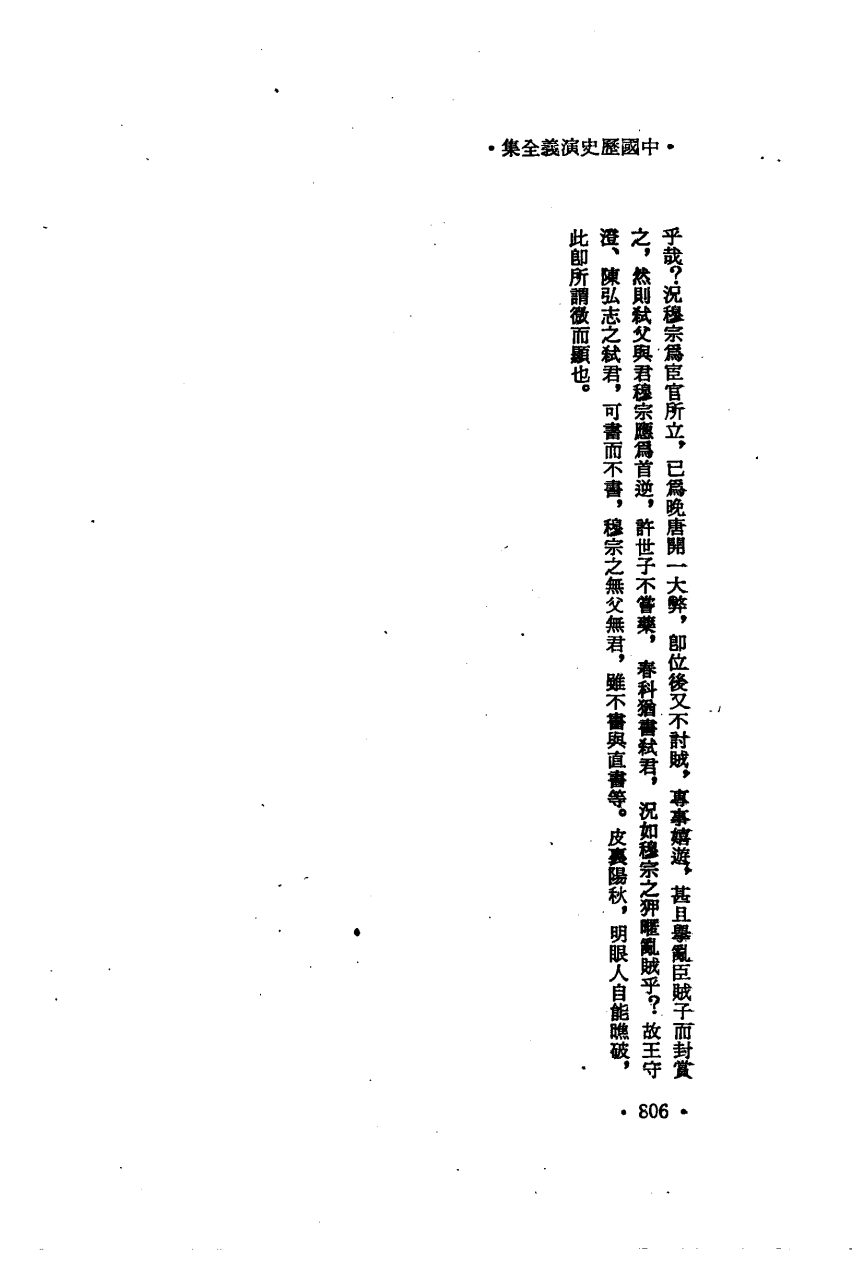 •中國歷史演義全集•
乎哉？況穆宗爲宦官所立，已爲晚唐開一大弊，卽位後又不討賊，專事嬉遊，甚且舉亂臣賊子而封賞
之，然則弒父與君穆宗應爲首逆，許世子不嘗藥，春科猶書弒君，況如穆宗之狎暱亂賊乎？故王守
澄、陳弘志之弒君，可書而不書，穆宗之無父無君，雖不書與直書等。皮裏陽秋，明眼人自能瞧破，
此卽所謂微而顯也。
• 806 •